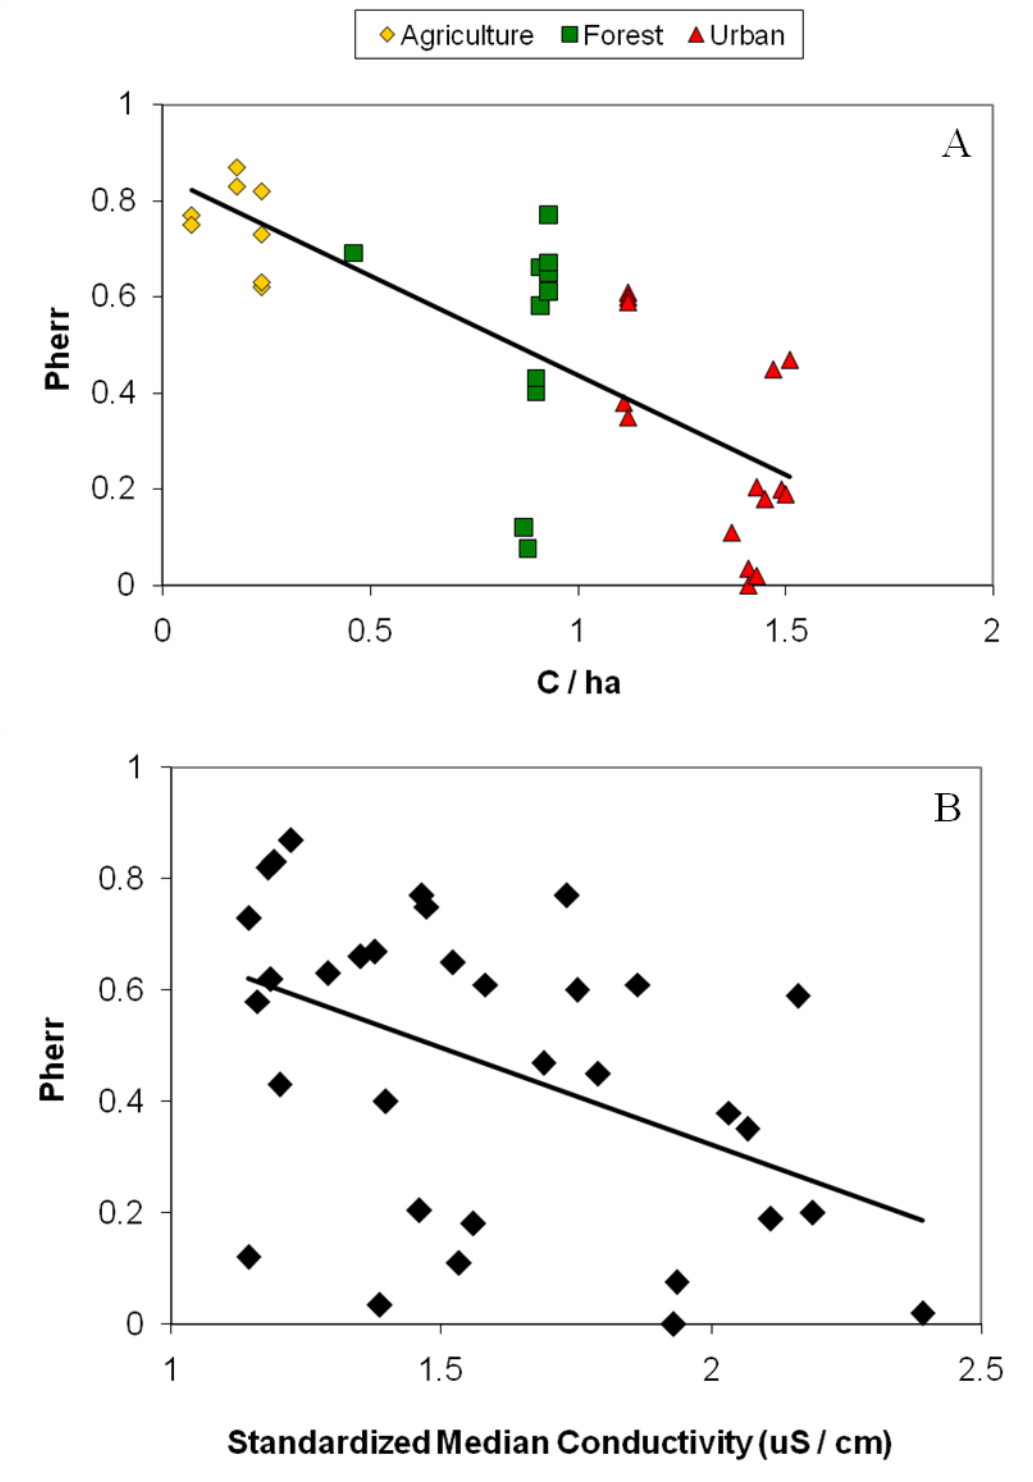 Agriculture Forest Urban
A
1
0.8
0.6
0.4
0.2
0
Pherr
0 0.5 1 1.5 2
C / ha
B
1
0.8
0.6
0.4
0.2
0
Pherr
1 1.5 2 2.5
Standardized Median Conductivity (uS / cm)